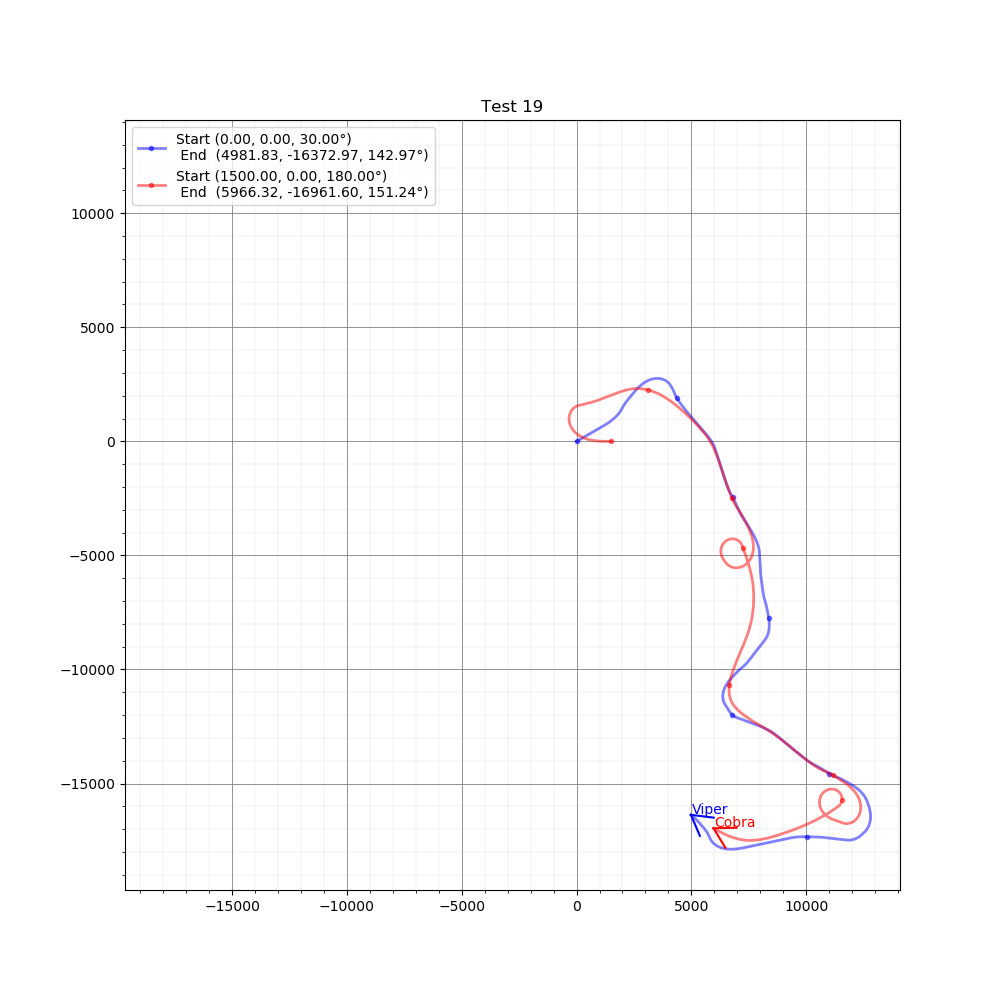 Test 19
Start (0.00, 0.00, 30.00°)
End (4981.83, -16372.97, 142.97°)
Start (1500.00, 0.00, 180.00°)
End (5966.32, -16961.60, 151.24°)
10000
5000
0
−5000
−10000
−15000
Viper
Cobra
−15000 −10000 −5000 0 5000 10000